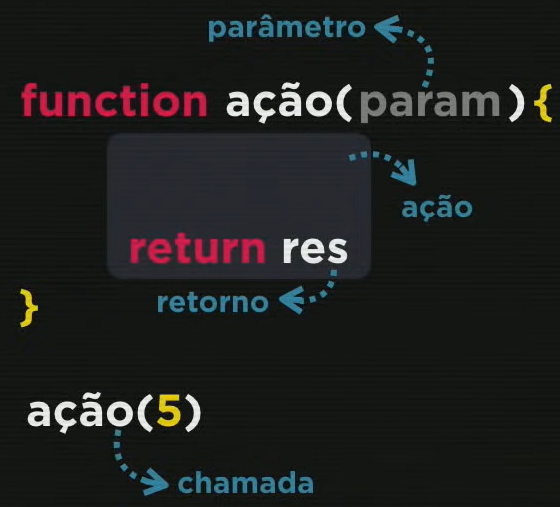 parâmetro
function ação(param){
ação
return res
retorno
}
ação(5)
chamada